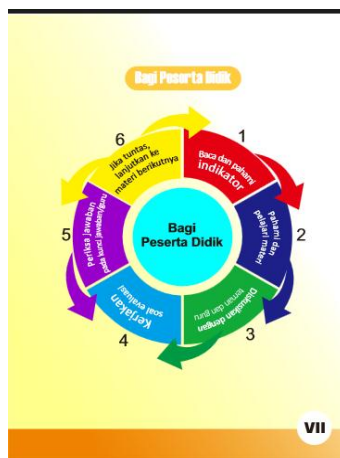 Bagi Peserta Didik
1
Baca dan pahami
indikator
2
Pahami dan
pelajari materi
3
Diskusikan dengan
teman dan guru
4
Kerjakan
soal evaluasi
5
Periksa jawaban
pada kunci jawaban/guru
6
Jika tuntas,
lanjutkan ke
materi berikutnya
Bagi
Peserta Didik
VII